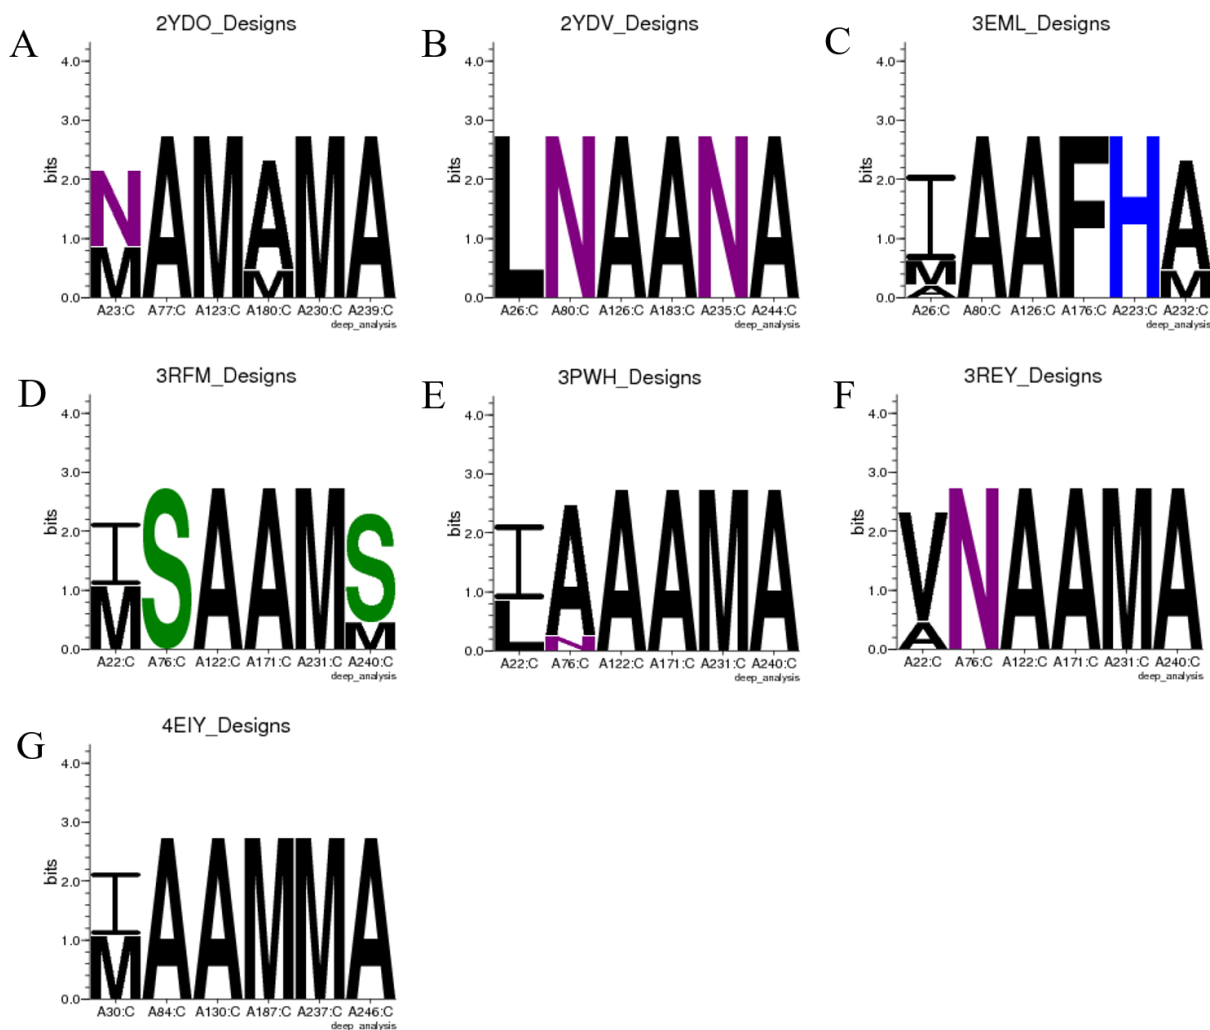 A 2YDO_Designs
bits
4.0
3.0
2.0
1.0
0.0
N A M A M A
M M
A23:C A77:C A123:C A180:C A230:C A239:C
deep_analysis
B 2YDV_Designs
bits
4.0
3.0
2.0
1.0
0.0
L N A A N A
A26:C A80:C A126:C A183:C A235:C A244:C
deep_analysis
C 3EML_Designs
bits
4.0
3.0
2.0
1.0
0.0
I A A F H A
M M
A
A26:C A80:C A126:C A176:C A223:C A232:C
deep_analysis
D 3RFM_Designs
bits
4.0
3.0
2.0
1.0
0.0
I S A A M S
M M
A22:C A76:C A122:C A171:C A231:C A240:C
deep_analysis
E 3PWH_Designs
bits
4.0
3.0
2.0
1.0
0.0
I A A A M A
L N
A22:C A76:C A122:C A171:C A231:C A240:C
deep_analysis
F 3REY_Designs
bits
4.0
3.0
2.0
1.0
0.0
V N A A M A
A
A22:C A76:C A122:C A171:C A231:C A240:C
deep_analysis
G 4EIY_Designs
bits
4.0
3.0
2.0
1.0
0.0
I A A M M A
M
A30:C A84:C A130:C A187:C A237:C A246:C
deep_analysis